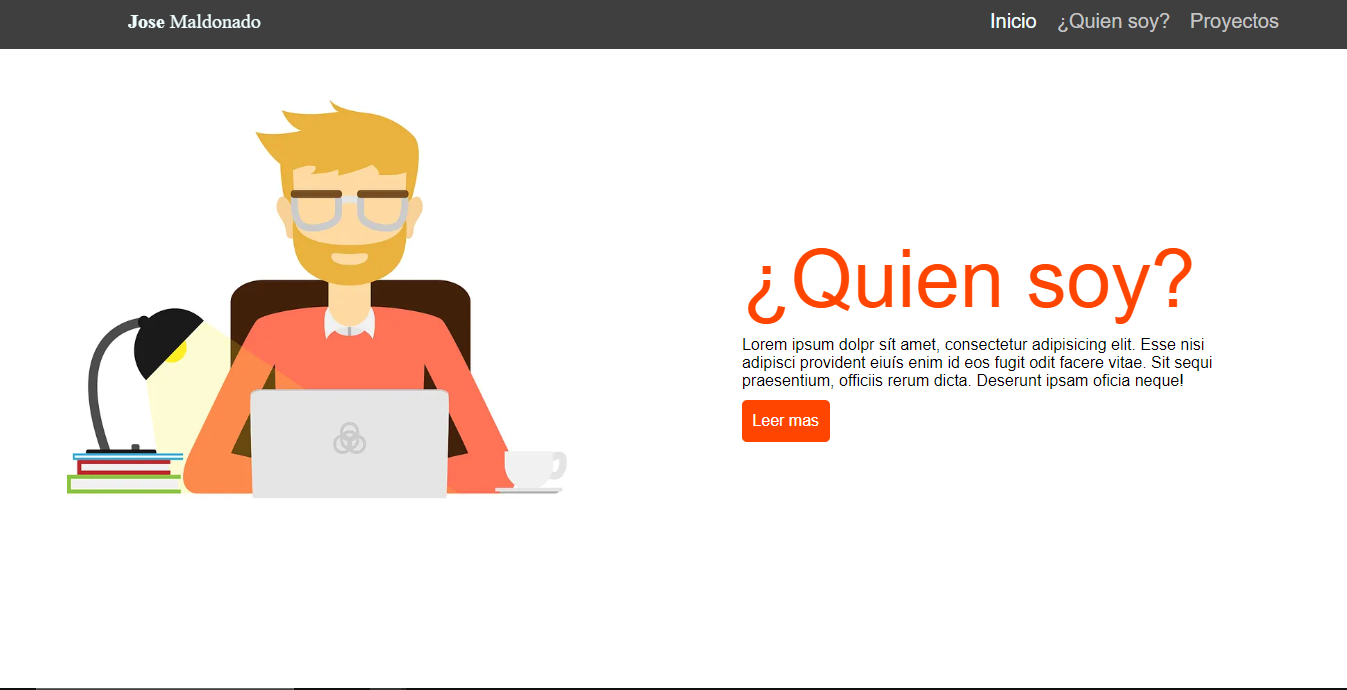 Jose Maldonado
Inicio ¿Quien soy? Proyectos
¿Quien soy?
Lorem ipsum dolpr sít amet, consectetur adipisicing elit. Esse nisi
adipisci provident eiuís enim id eos fugit odit facere vitae. Sit sequi
praesentium, officiis rerum dicta. Deserunt ipsam oficia neque!
Leer mas